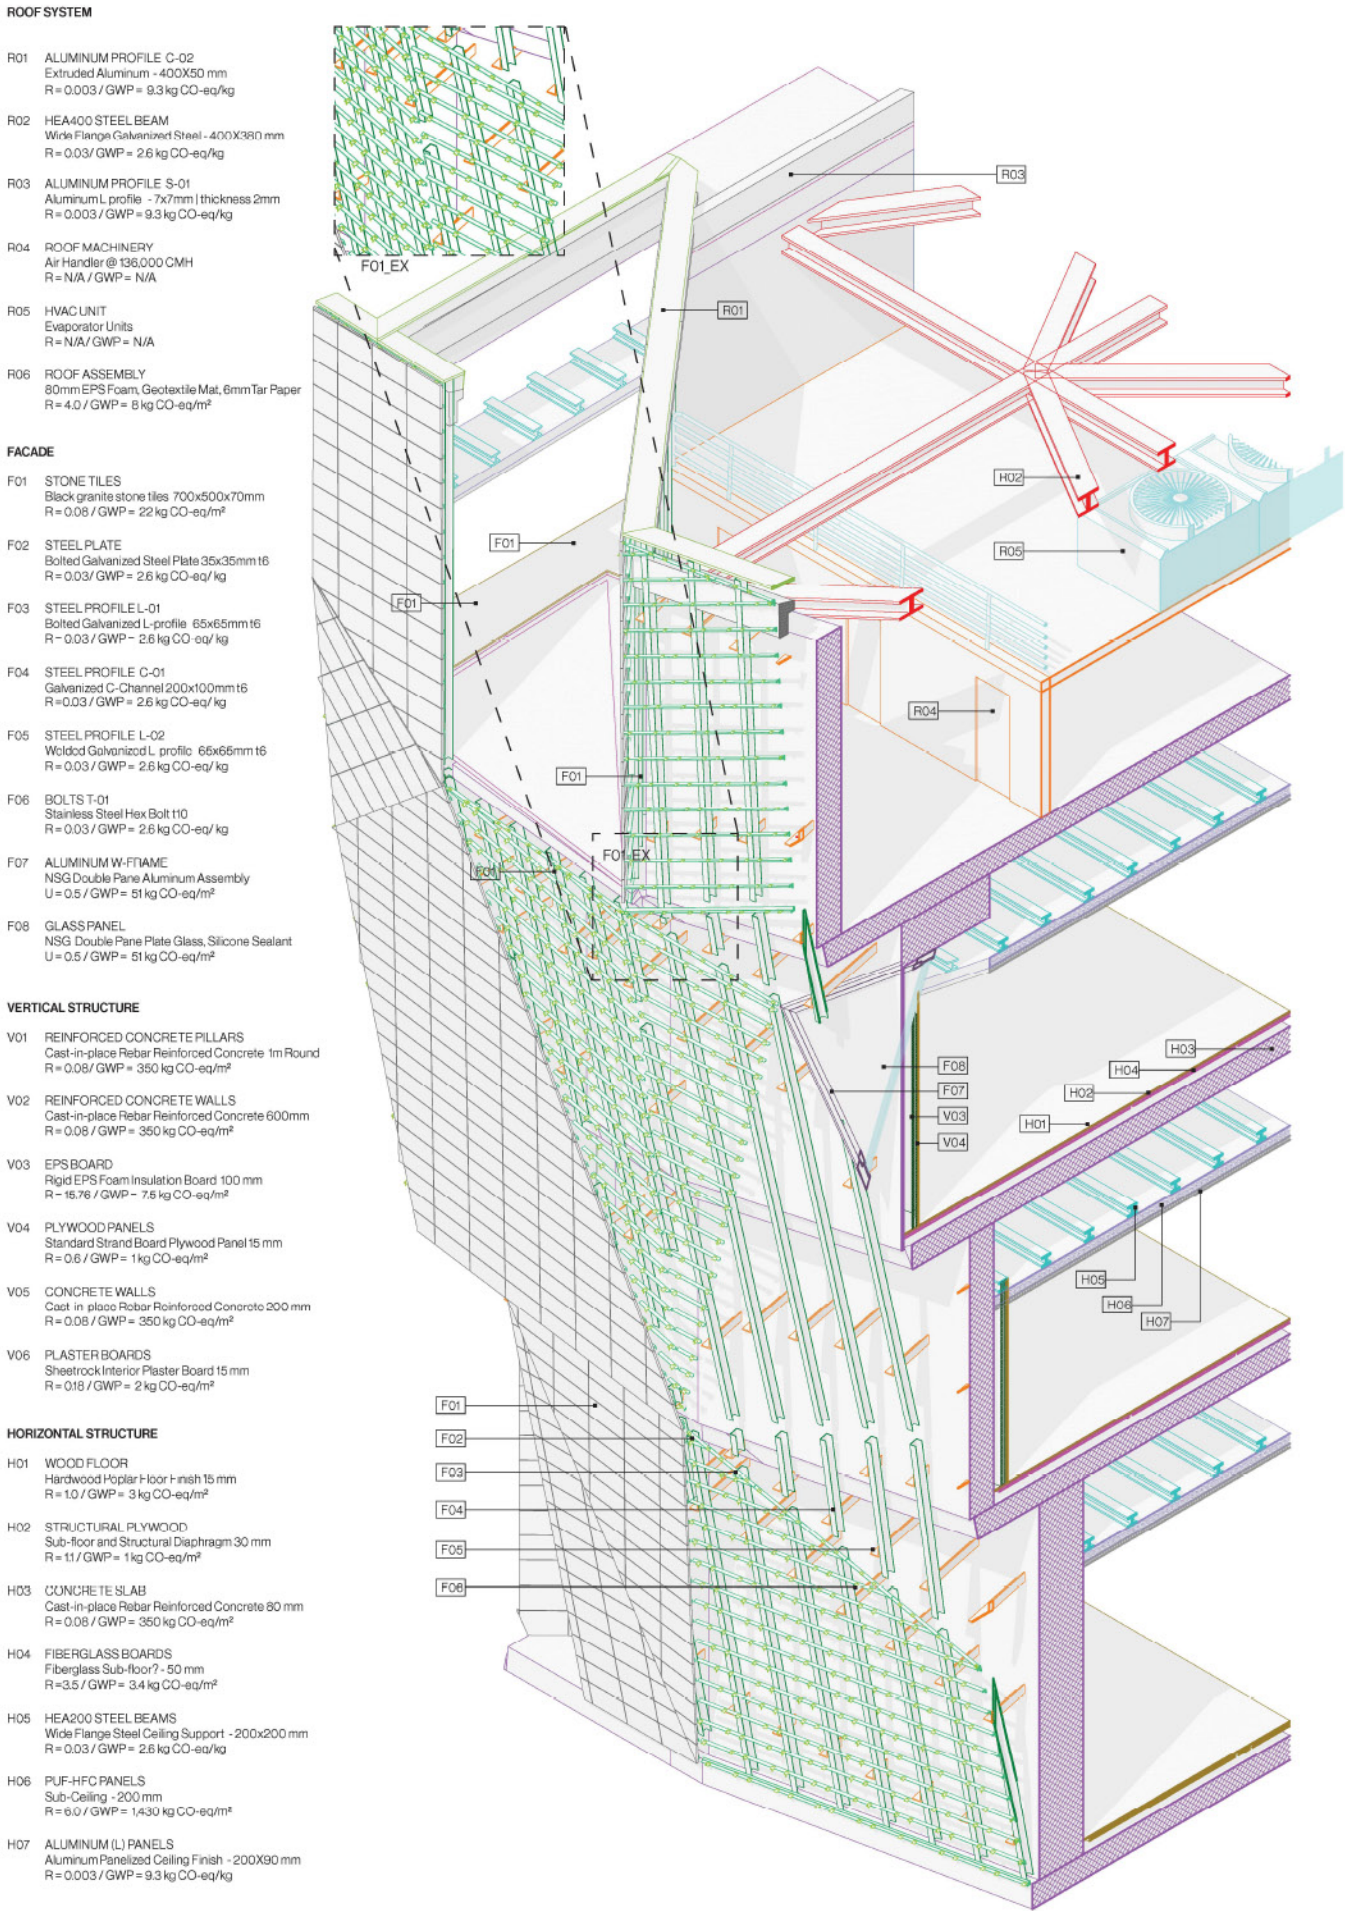 ROOF SYSTEM
R01 ALUMINUM PROFILE C-02
Extruded Aluminum - 400X50 mm
R = 0.003 / GWP = 9.3 kg CO-eq/kg
R02 HEA400 STEEL BEAM
Wide Flange Galvanized Steel - 400X380 mm
R = 0.03 / GWP = 2.6 kg CO-eq/kg
R03 ALUMINUM PROFILE S-01
Aluminum L profile - 7x7mm | thickness 2mm
R = 0.003 / GWP = 9.3 kg CO-eq/kg
R04 ROOF MACHINERY
Air Handler @ 136,000 CMH
R = N/A / GWP = N/A
R05 HVAC UNIT
Evaporator Units
R = N/A / GWP = N/A
R06 ROOF ASSEMBLY
80mm EPS Foam, Geotextile Mat, 6mm Tar Paper
R = 4.0 / GWP = 8 kg CO-eq/m²
FACADE
F01 STONE TILES
Black granite stone tiles 700x500x70mm
R = 0.08 / GWP = 22 kg CO-eq/m²
F02 STEEL PLATE
Bolted Galvanized Steel Plate 35x35mm t6
R = 0.03 / GWP = 2.6 kg CO-eq/kg
F03 STEEL PROFILE L-01
Bolted Galvanized L-profile 65x65mm t6
R = 0.03 / GWP = 2.6 kg CO-eq/ kg
F04 STEEL PROFILE C-01
Galvanized C-Channel 200x100mm t6
R = 0.03 / GWP = 2.6 kg CO-eq/ kg
F05 STEEL PROFILE L-02
Welded Galvanized L profile 65x65mm t6
R = 0.03 / GWP = 2.6 kg CO-eq/ kg
F06 BOLTS T-01
Stainless Steel Hex Bolt t10
R = 0.03 / GWP = 2.6 kg CO-eq/ kg
F07 ALUMINUM W-FRAME
NSG Double Pane Aluminum Assembly
U = 0.5 / GWP = 51 kg CO-eq/m²
F08 GLASS PANEL
NSG Double Pane Plate Glass, Silicone Sealant
U = 0.5 / GWP = 51 kg CO-eq/m²
VERTICAL STRUCTURE
V01 REINFORCED CONCRETE PILLARS
Cast-in-place Rebar Reinforced Concrete 1m Round
R = 0.08 / GWP = 350 kg CO-eq/m²
V02 REINFORCED CONCRETE WALLS
Cast-in-place Rebar Reinforced Concrete 600mm
R = 0.08 / GWP = 350 kg CO-eq/m²
V03 EPS BOARD
Rigid EPS Foam Insulation Board 100 mm
R = 15.76 / GWP = 7.5 kg CO-eq/m²
V04 PLYWOOD PANELS
Standard Strand Board Plywood Panel 15 mm
R = 0.6 / GWP = 1 kg CO-eq/m²
V05 CONCRETE WALLS
Cast in place Rebar Reinforced Concrete 200 mm
R = 0.08 / GWP = 350 kg CO-eq/m²
V06 PLASTER BOARDS
Sheetrock Interior Plaster Board 15 mm
R = 0.18 / GWP = 2 kg CO-eq/m²
HORIZONTAL STRUCTURE
H01 WOOD FLOOR
Hardwood Poplar Floor Finish 15 mm
R = 1.0 / GWP = 3 kg CO-eq/m²
H02 STRUCTURAL PLYWOOD
Sub-floor and Structural Diaphragm 30 mm
R = 1.1 / GWP = 1 kg CO-eq/m²
H03 CONCRETE SLAB
Cast-in-place Rebar Reinforced Concrete 80 mm
R = 0.08 / GWP = 350 kg CO-eq/m²
H04 FIBERGLASS BOARDS
Fiberglass Sub-floor? - 50 mm
R = 3.5 / GWP = 3.4 kg CO-eq/m²
H05 HEA200 STEEL BEAMS
Wide Flange Steel Ceiling Support - 200x200 mm
R = 0.03 / GWP = 2.6 kg CO-eq/kg
H06 PUF-HFC PANELS
Sub-Ceiling - 200 mm
R = 6.0 / GWP = 1,430 kg CO-eq/m²
H07 ALUMINUM (L) PANELS
Aluminum Panelized Ceiling Finish - 200X90 mm
R = 0.003 / GWP = 9.3 kg CO-eq/kg
F01_EX
R03
R01
H02
R05
F01
F01
R04
F01
F01_EX
F01
H03
F08
H04
F07
H02
V03
H01
V04
H05
H06
H07
F01
F02
F03
F04
F05
F06